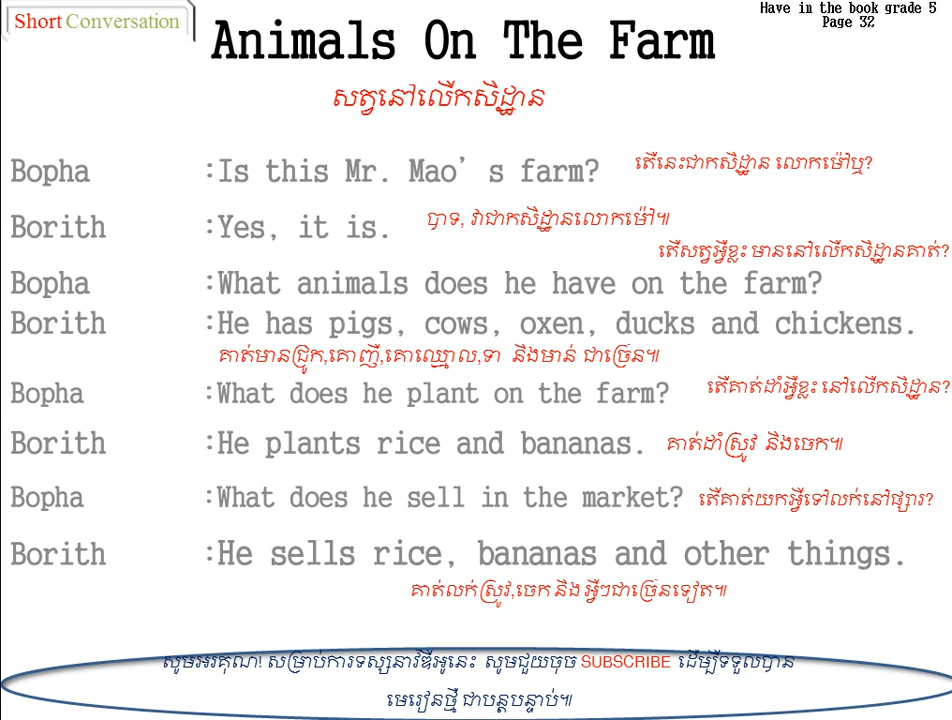 Short Conversation
Have in the book grade 5
Page 32
Animals On The Farm
សត្វនៅលើកសិដ្ឋាន
Bopha :Is this Mr. Mao's farm? តើនេះជាកសិដ្ឋាន លោកម៉ៅឬ?
Borith :Yes, it is. បាទ, វាជាកសិដ្ឋានលោកម៉ៅ៕
តើសត្វអ្វីខ្លះ មាននៅលើកសិដ្ឋានគាត់?
Bopha :What animals does he have on the farm?
Borith :He has pigs, cows, oxen, ducks and chickens.
គាត់មានជ្រូក,គោញី,គោឈ្មោល,ទា និងមាន់ ជាច្រើន៕
Bopha :What does he plant on the farm? តើគាត់ដាំអ្វីខ្លះ នៅលើកសិដ្ឋាន?
Borith :He plants rice and bananas. គាត់ដាំស្រូវ និងចេក៕
Bopha :What does he sell in the market? តើគាត់យកអ្វីទៅលក់នៅផ្សារ?
Borith :He sells rice, bananas and other things.
គាត់លក់ស្រូវ,ចេក និង អ្វីៗជាច្រើនទៀត៕
សូមអរគុណ! សម្រាប់ការទស្សនាវីឌីអូនេះ សូមជួយចុច SUBSCRIBE ដើម្បីទទួលបាន
មេរៀនថ្មី ជាបន្តបន្ទាប់៕